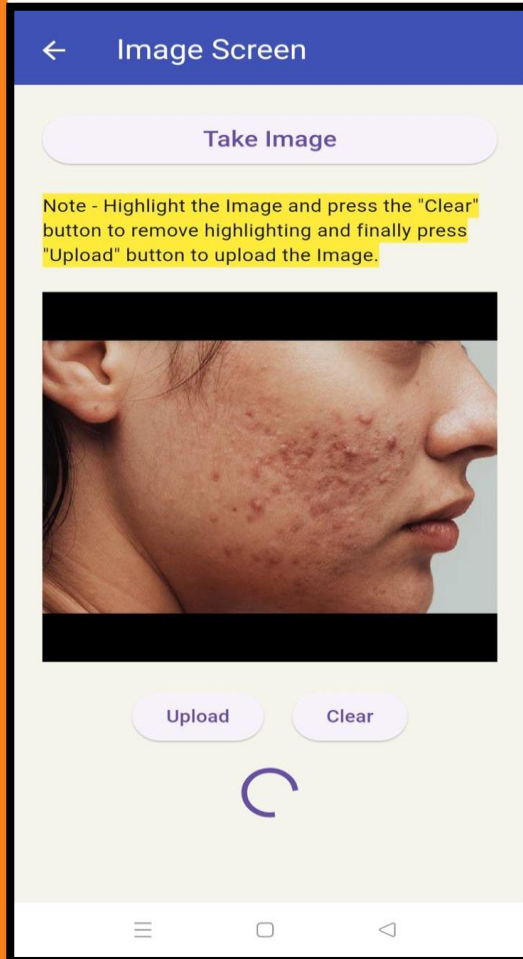 Image Screen
Take Image
Note - Highlight the Image and press the "Clear"
button to remove highlighting and finally press
"Upload" button to upload the Image.
Upload
Clear